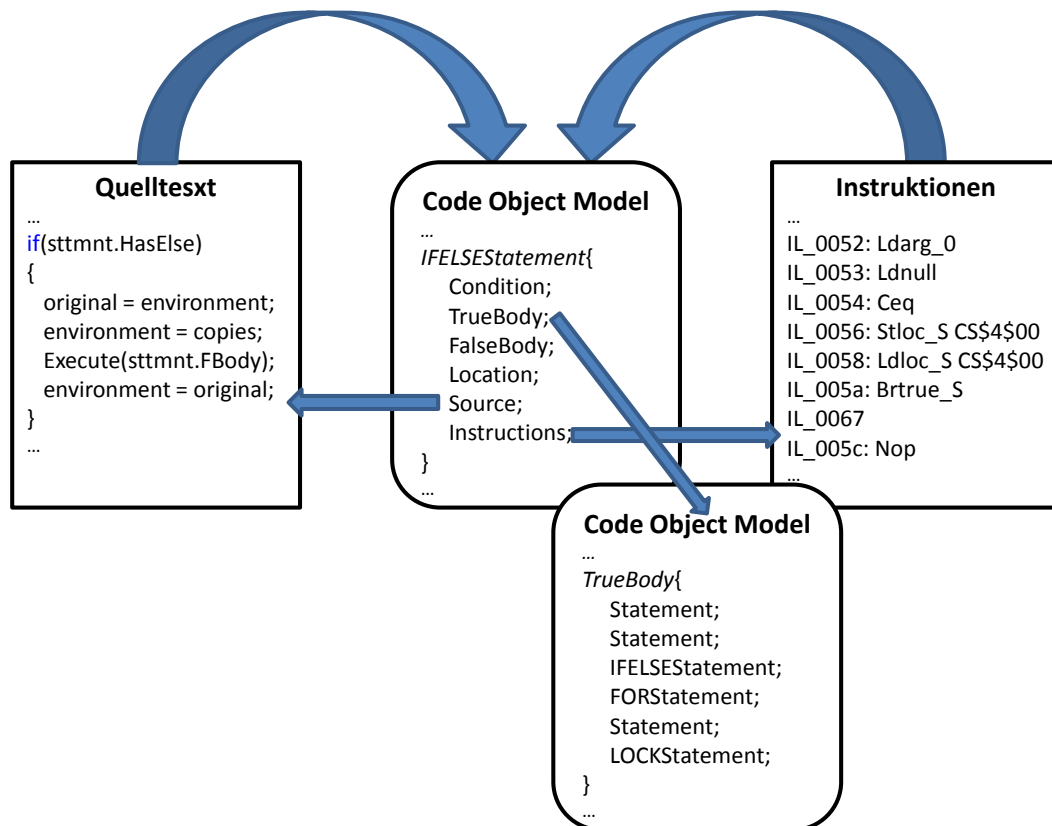 Quelltesxt
…
if(sttmnt.HasElse)
{
original = environment;
environment = copies;
Execute(sttmnt.FBody);
environment = original;
}
…
Code Object Model
…
IFELSEStatement{
Condition;
TrueBody;
FalseBody;
Location;
Source;
Instructions;
}
…
Instruktionen
…
IL_0052: Ldarg_0
IL_0053: Ldnull
IL_0054: Ceq
IL_0056: Stloc_S CS$4$00
IL_0058: Ldloc_S CS$4$00
IL_005a: Brtrue_S
IL_0067
IL_005c: Nop
…
Code Object Model
…
TrueBody{
Statement;
Statement;
IFELSEStatement;
FORStatement;
Statement;
LOCKStatement;
}
…